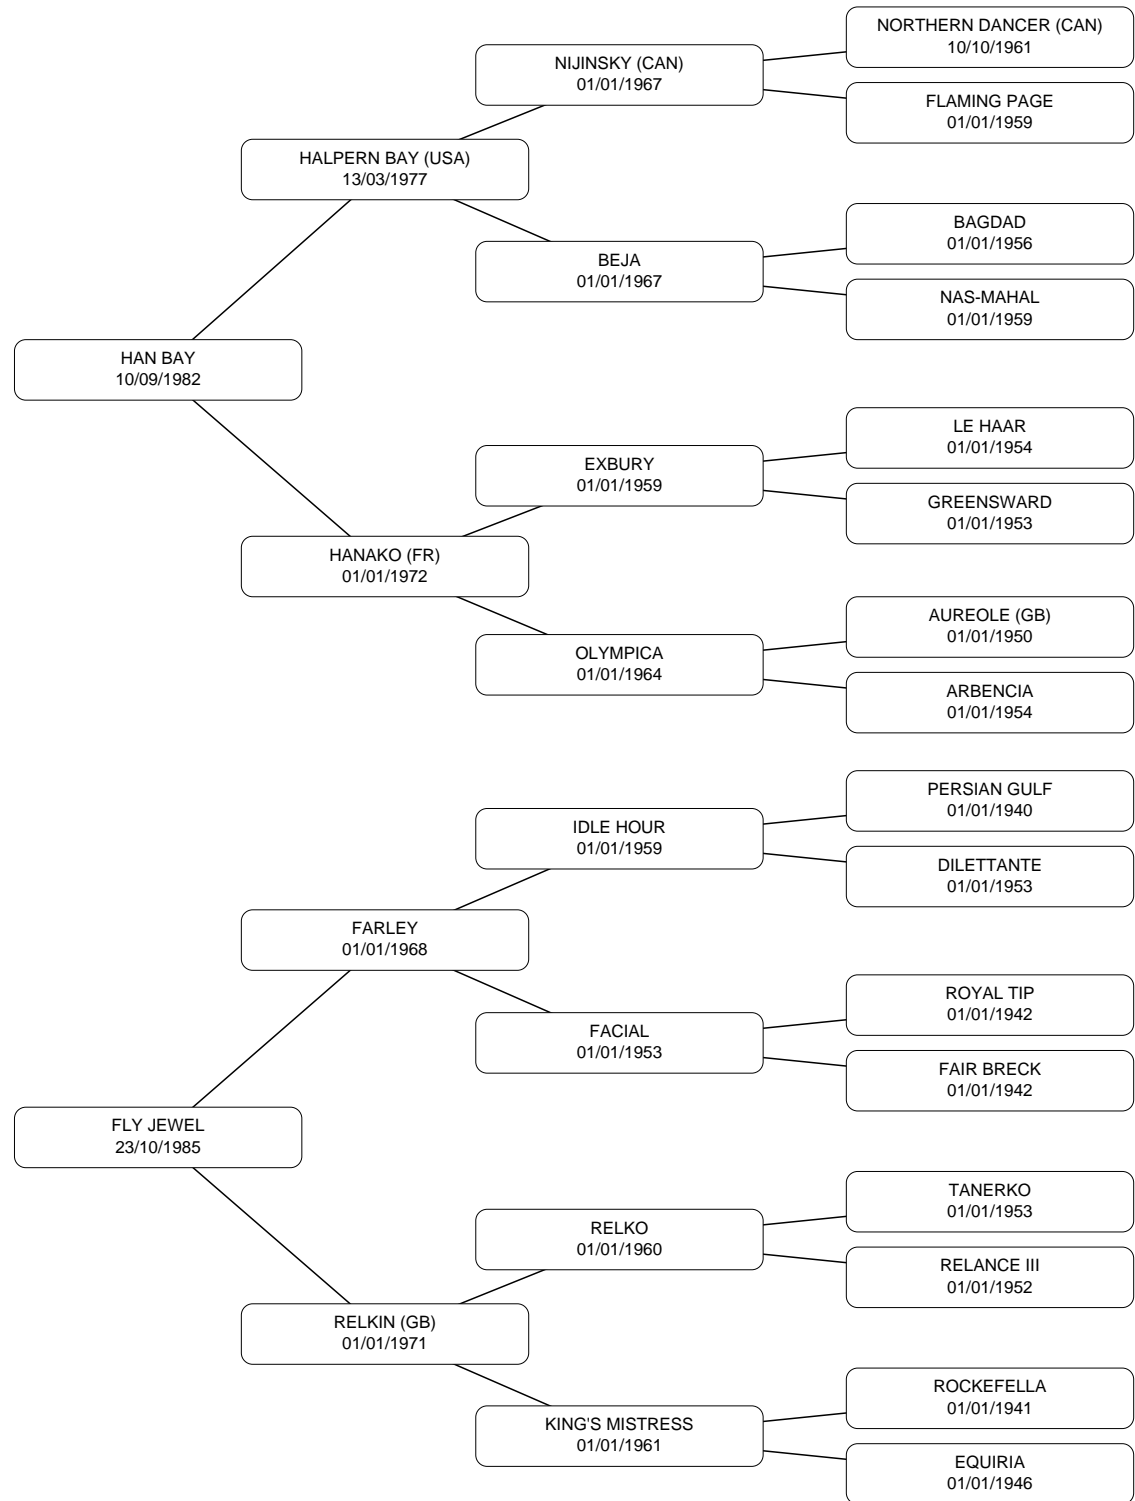 NORTHERN DANCER (CAN)
10/10/1961
NIJINSKY (CAN)
01/01/1967
FLAMING PAGE
01/01/1959
HALPERN BAY (USA)
13/03/1977
BAGDAD
01/01/1956
BEJA
01/01/1967
NAS-MAHAL
01/01/1959
HAN BAY
10/09/1982
LE HAAR
01/01/1954
EXBURY
01/01/1959
GREENSWARD
01/01/1953
HANAKO (FR)
01/01/1972
AUREOLE (GB)
01/01/1950
OLYMPICA
01/01/1964
ARBENCIA
01/01/1954
PERSIAN GULF
01/01/1940
IDLE HOUR
01/01/1959
DILETTANTE
01/01/1953
FARLEY
01/01/1968
ROYAL TIP
01/01/1942
FACIAL
01/01/1953
FAIR BRECK
01/01/1942
FLY JEWEL
23/10/1985
TANERKO
01/01/1953
RELKO
01/01/1960
RELANCE III
01/01/1952
RELKIN (GB)
01/01/1971
ROCKEFELLA
01/01/1941
KING'S MISTRESS
01/01/1961
EQUIRIA
01/01/1946